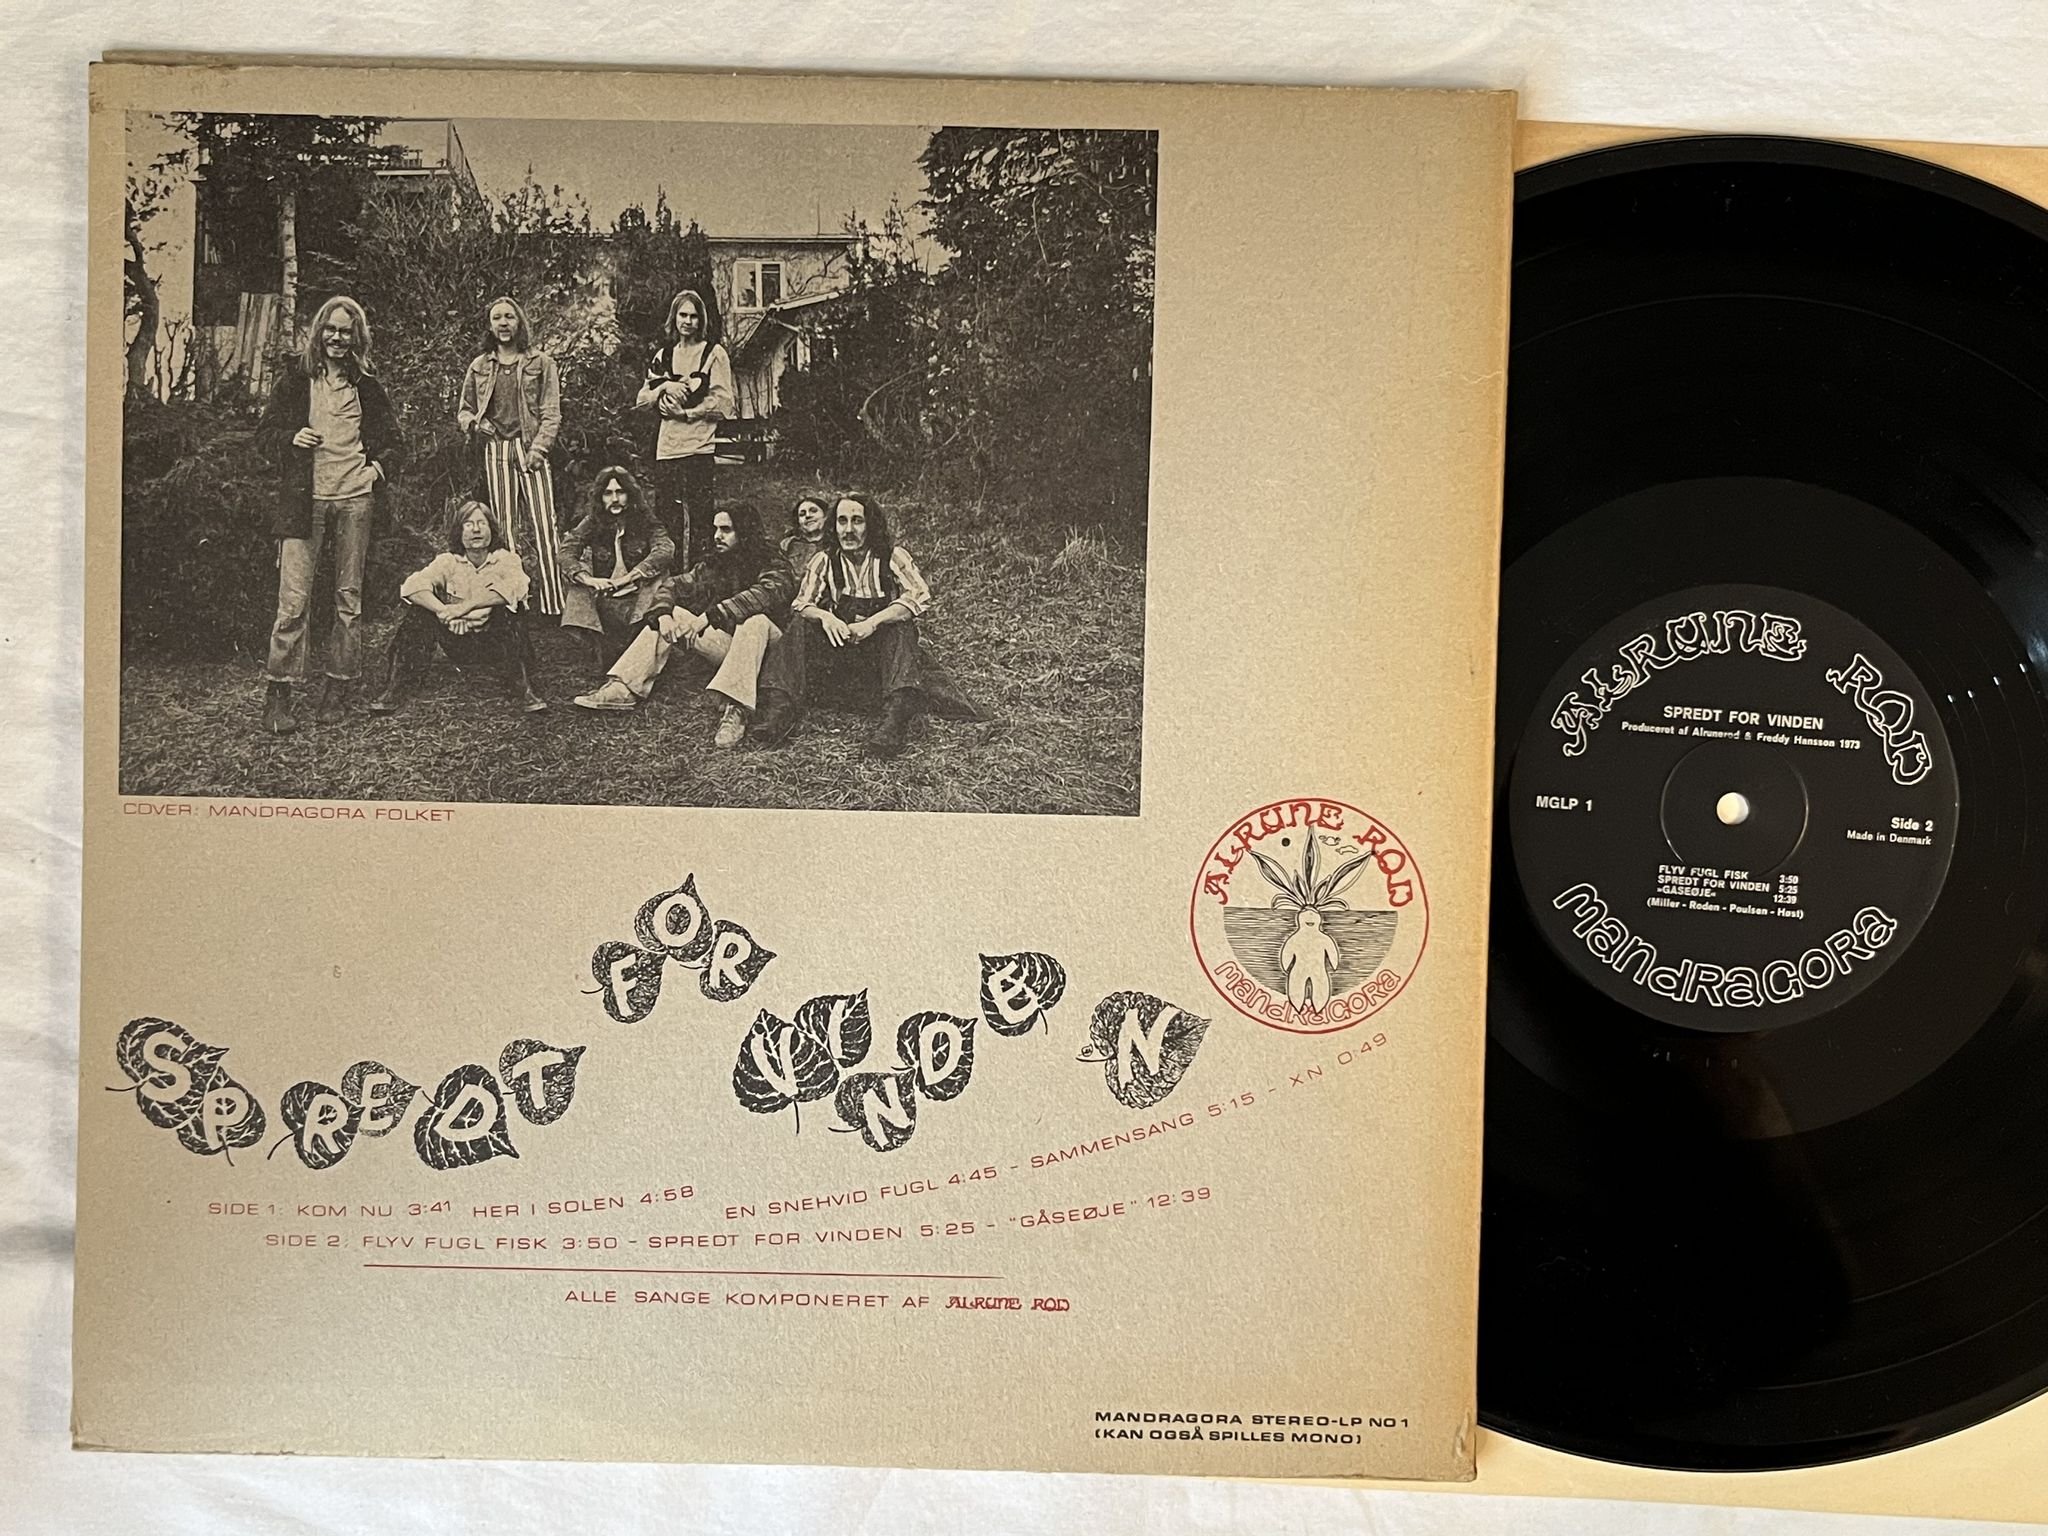 COVER: MANDRAGORA FOLKET
ALRUNE ROD
MANDRAGORA
SPREDT FOR VINDEN
SIDE 1: KOM NU 3:41 HER I SOLEN 4:58 EN SNEHVID FUGL 4:45 – SAMMENSANG 5:15 – XN 0:49
SIDE 2: FLYV FUGL FISK 3:50 – SPREDT FOR VINDEN 5:25 – "GÅSEØJE" 12:39
ALLE SANGE KOMPONERET AF ALRUNE ROD
MANDRAGORA STEREO-LP NO 1
(KAN OGSÅ SPILLES MONO)
ALRUNE ROD
SPREDT FOR VINDEN
Produceret af Alrunerod & Freddy Hansson 1973
MGLP 1
Side 2
Made in Denmark
FLYV FUGL FISK 3:50
SPREDT FOR VINDEN 5:25
»GÅSEØJE« 12:39
(Miller - Roden - Poulsen - Høst)
MANDRAGORA